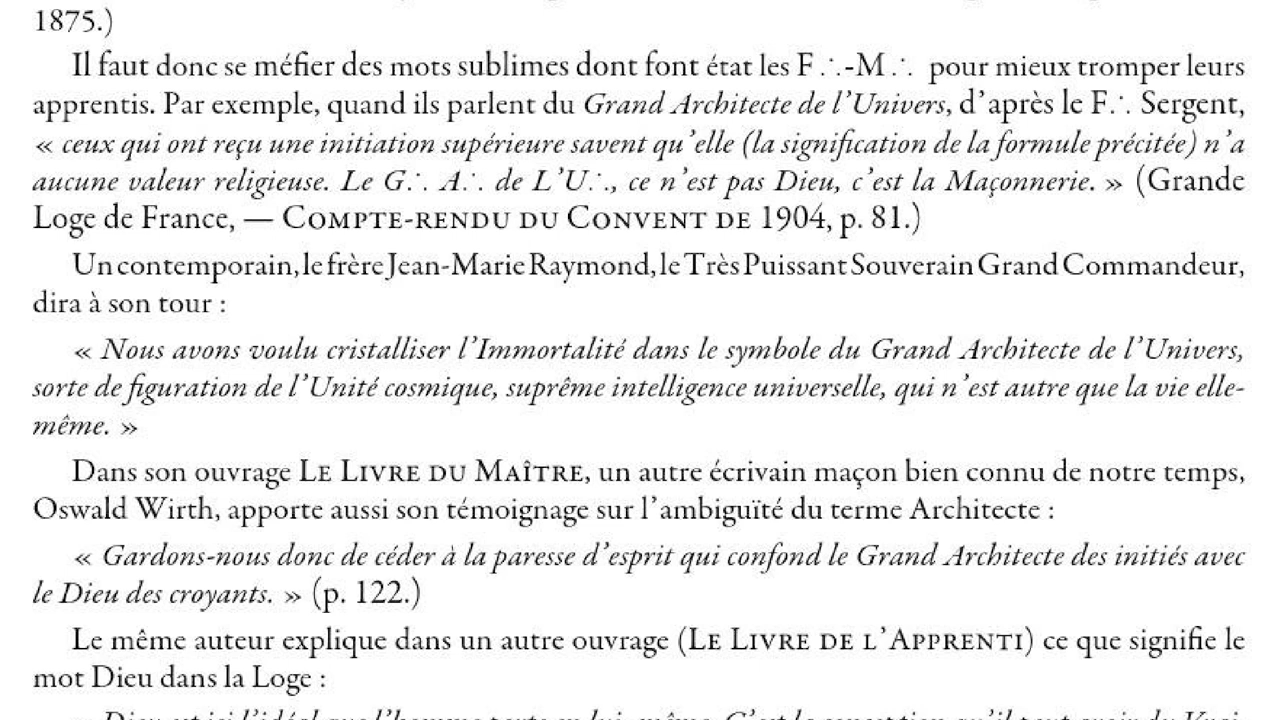 1875.)
Il faut donc se méfier des mots sublimes dont font état les F∴-M∴ pour mieux tromper leurs
apprentis. Par exemple, quand ils parlent du Grand Architecte de l'Univers, d'après le F∴ Sergent,
« ceux qui ont reçu une initiation supérieure savent qu'elle (la signification de la formule précitée) n'a
aucune valeur religieuse. Le G∴ A∴ de L'U∴, ce n'est pas Dieu, c'est la Maçonnerie. » (Grande
Loge de France, — COMPTE-RENDU DU CONVENT DE 1904, p. 81.)
Un contemporain, le frère Jean-Marie Raymond, le Très Puissant Souverain Grand Commandeur,
dira à son tour :
« Nous avons voulu cristalliser l'Immortalité dans le symbole du Grand Architecte de l'Univers,
sorte de figuration de l'Unité cosmique, suprême intelligence universelle, qui n'est autre que la vie elle-
même. »
Dans son ouvrage LE LIVRE DU MAÎTRE, un autre écrivain maçon bien connu de notre temps,
Oswald Wirth, apporte aussi son témoignage sur l'ambiguïté du terme Architecte :
« Gardons-nous donc de céder à la paresse d'esprit qui confond le Grand Architecte des initiés avec
le Dieu des croyants. » (p. 122.)
Le même auteur explique dans un autre ouvrage (LE LIVRE DE L'APPRENTI) ce que signifie le
mot Dieu dans la Loge :